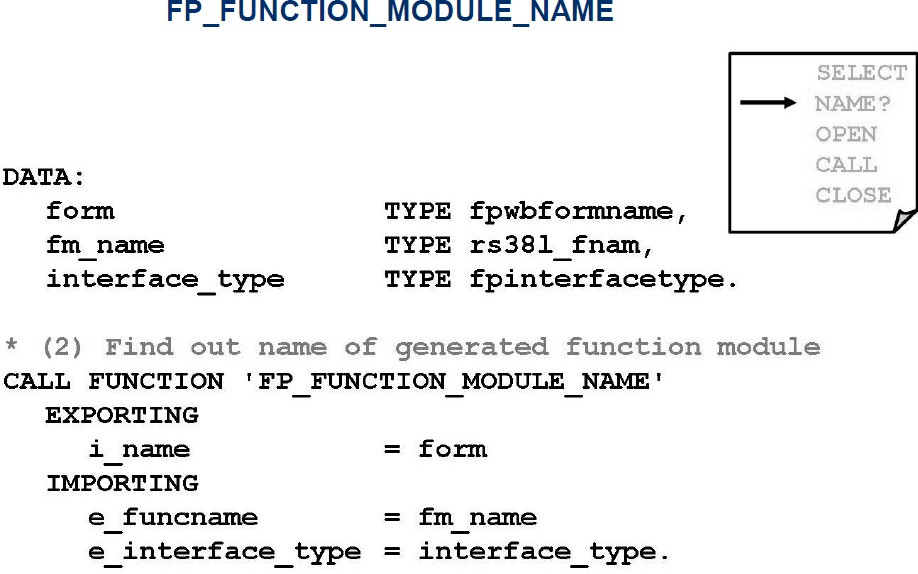 FP_FUNCTION_MODULE_NAME
SELECT
NAME?
OPEN
CALL
CLOSE
DATA:
form TYPE fpwbformname,
fm_name TYPE rs38l_fnam,
interface_type TYPE fpinterfacetype.
* (2) Find out name of generated function module
CALL FUNCTION 'FP_FUNCTION_MODULE_NAME'
EXPORTING
i_name = form
IMPORTING
e_funcname = fm_name
e_interface_type = interface_type.